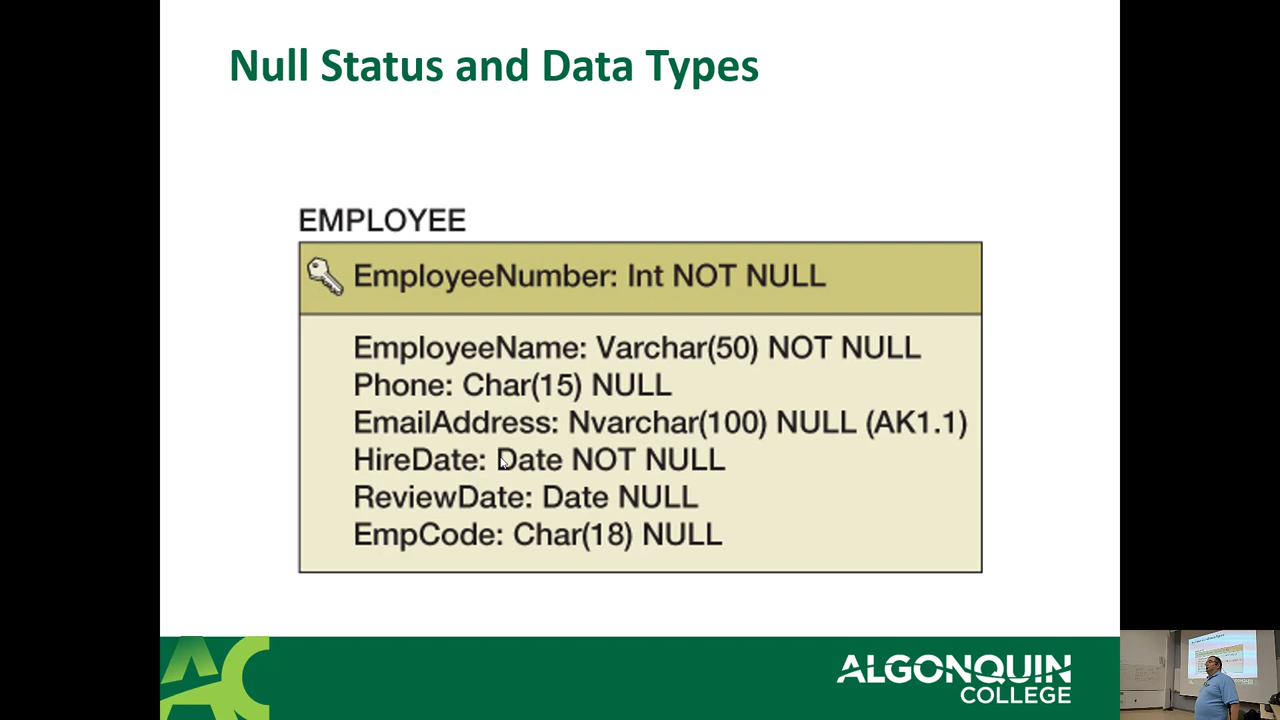 Null Status and Data Types
EMPLOYEE
EmployeeNumber: Int NOT NULL
EmployeeName: Varchar(50) NOT NULL
Phone: Char(15) NULL
EmailAddress: Nvarchar(100) NULL (AK1.1)
HireDate: Date NOT NULL
ReviewDate: Date NULL
EmpCode: Char(18) NULL
AC
ALGONQUIN
COLLEGE